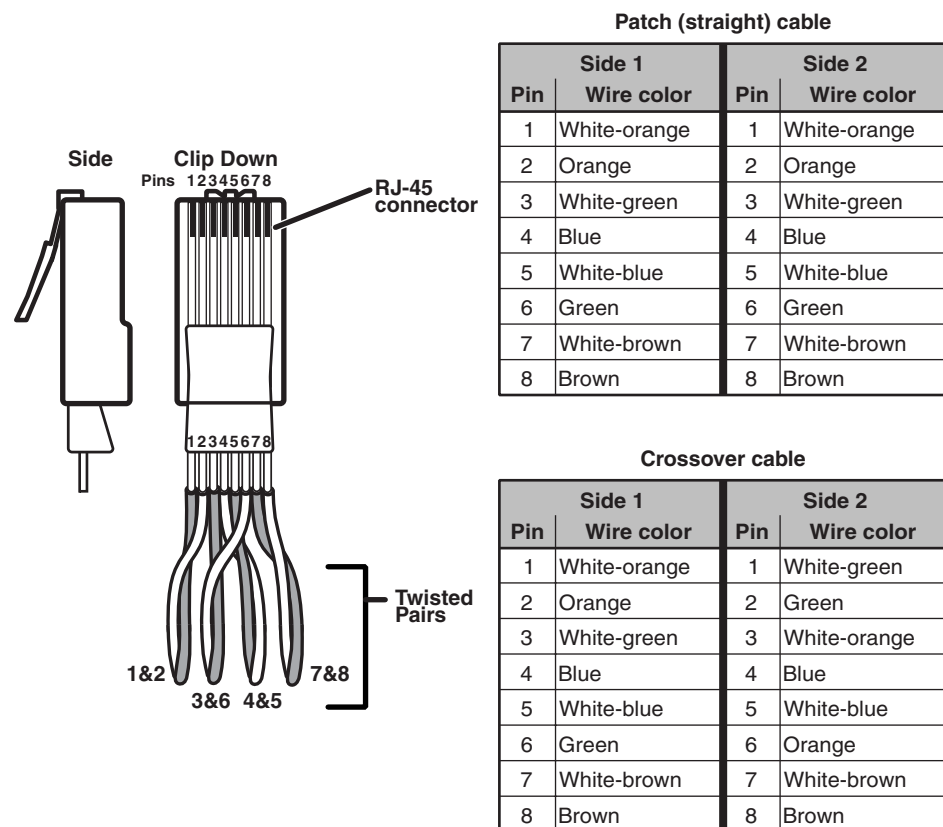 Side
Clip Down
Pins 12345678
RJ-45
connector
12345678
1&2
3&6
4&5
7&8
Twisted
Pairs
Patch (straight) cable
Side 1 Side 2
Pin Wire color Pin Wire color
1 White-orange 1 White-orange
2 Orange 2 Orange
3 White-green 3 White-green
4 Blue 4 Blue
5 White-blue 5 White-blue
6 Green 6 Green
7 White-brown 7 White-brown
8 Brown 8 Brown
Crossover cable
Side 1 Side 2
Pin Wire color Pin Wire color
1 White-orange 1 White-green
2 Orange 2 Green
3 White-green 3 White-orange
4 Blue 4 Blue
5 White-blue 5 White-blue
6 Green 6 Orange
7 White-brown 7 White-brown
8 Brown 8 Brown